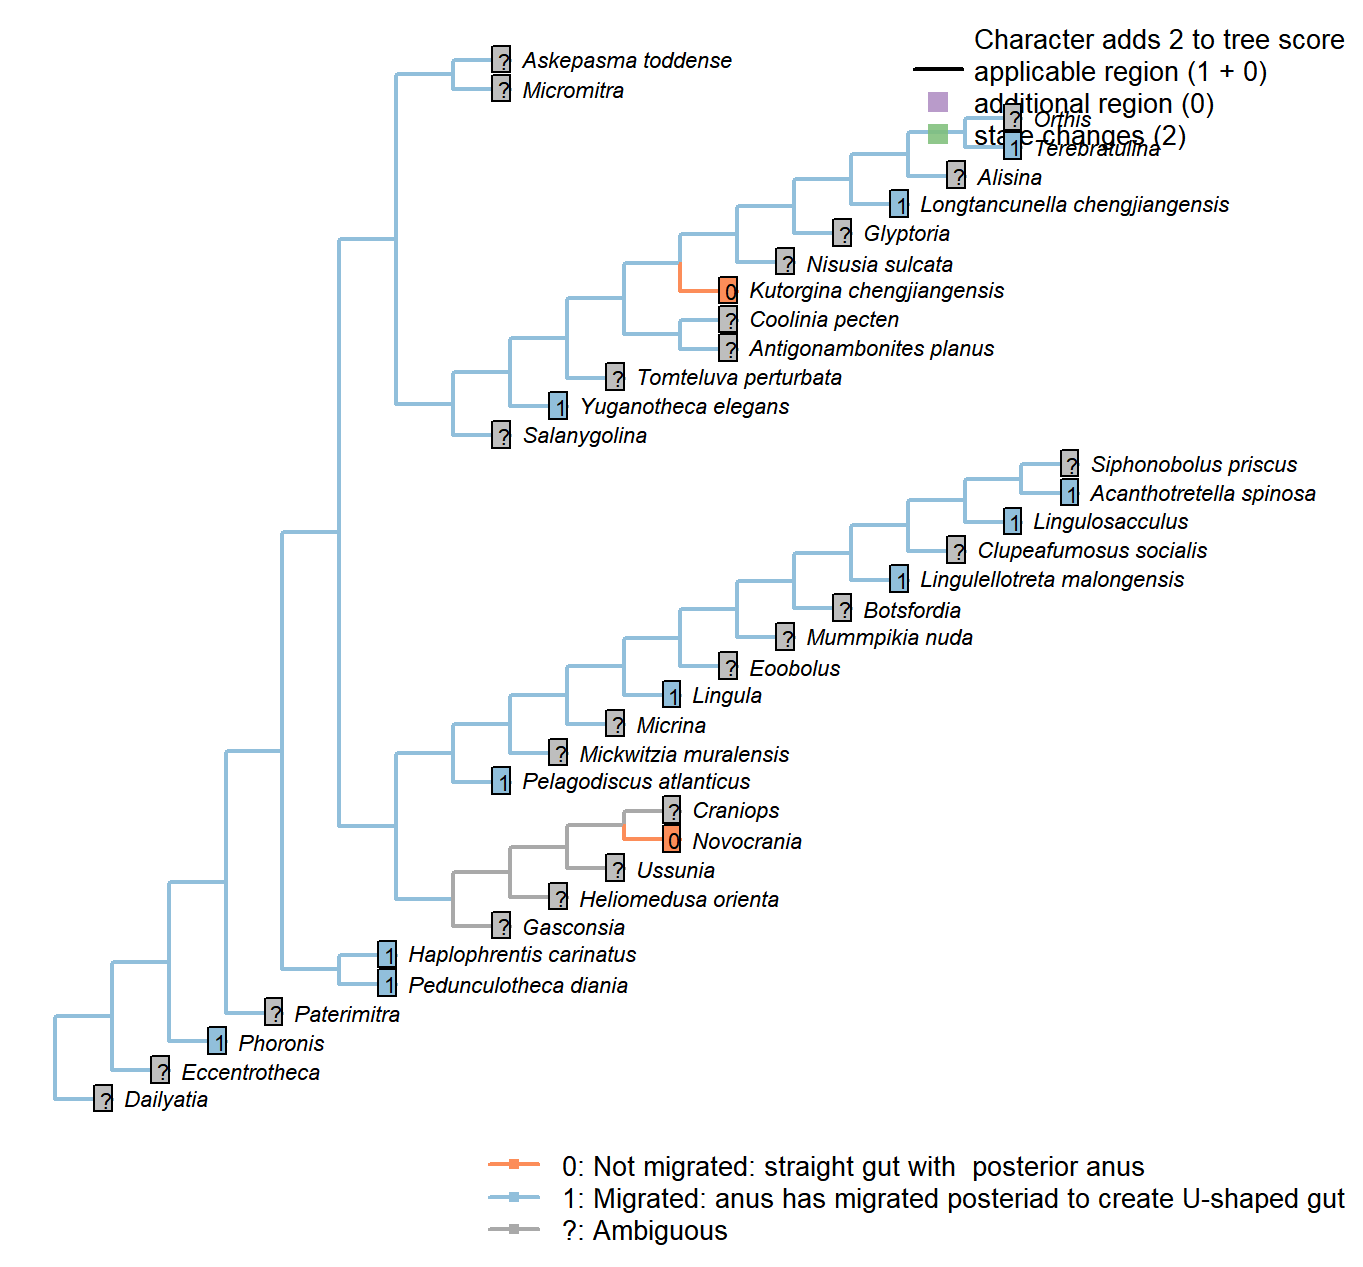 Character adds 2 to tree score
applicable region (1 + 0)
additional region (0)
state changes (2)
? Askepasma toddense
? Micromitra
? Orthis
1 Terebratulina
? Alisina
1 Longtancunella chengjiangensis
? Glyptoria
? Nisusia sulcata
0 Kutorgina chengjiangensis
? Coolinia pecten
? Antigonambonites planus
? Tomteluva perturbata
1 Yuganotheca elegans
? Salanygolina
? Siphonobolus priscus
1 Acanthotretella spinosa
1 Lingulosacculus
? Clupeafumosus socialis
1 Lingulellotreta malongensis
? Botsfordia
? Mummpikia nuda
? Eoobolus
1 Lingula
? Micrina
? Mickwitzia muralensis
1 Pelagodiscus atlanticus
? Craniops
0 Novocrania
? Ussunia
? Heliomedusa orienta
? Gasconsia
1 Haplophrentis carinatus
1 Pedunculotheca diania
? Paterimitra
1 Phoronis
? Eccentrotheca
? Dailyatia
0: Not migrated: straight gut with  posterior anus
1: Migrated: anus has migrated posteriad to create U-shaped gut
?: Ambiguous